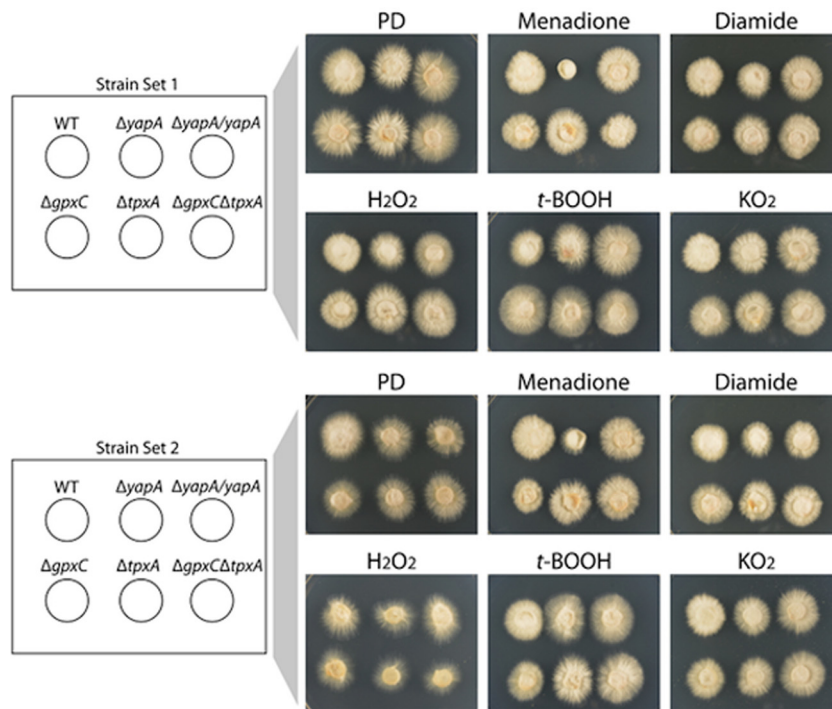 PD Menadione Diamide
Strain Set 1
WT ΔyapA ΔyapA/yapA
ΔgpxC ΔtpxA ΔgpxCΔtpxA
H2O2 t-BOOH KO2
PD Menadione Diamide
Strain Set 2
WT ΔyapA ΔyapA/yapA
ΔgpxC ΔtpxA ΔgpxCΔtpxA
H2O2 t-BOOH KO2